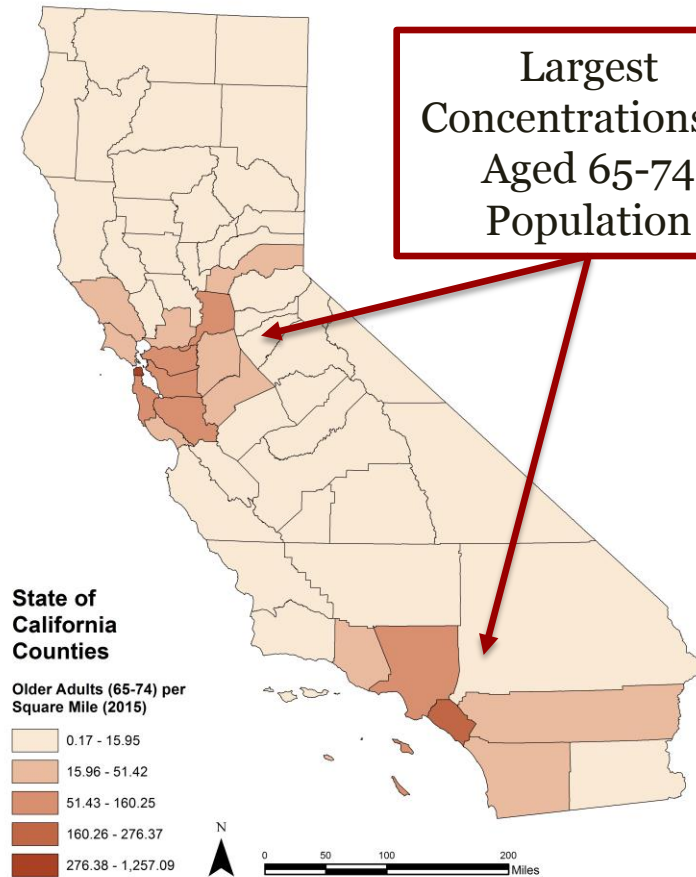 Largest
Concentrations
Aged 65-74
Population
State of
California
Counties
Older Adults (65-74) per
Square Mile (2015)
0.17 - 15.95
15.96 - 51.42
51.43 - 160.25
160.26 - 276.37
276.38 - 1,257.09
N
0 50 100 200
Miles